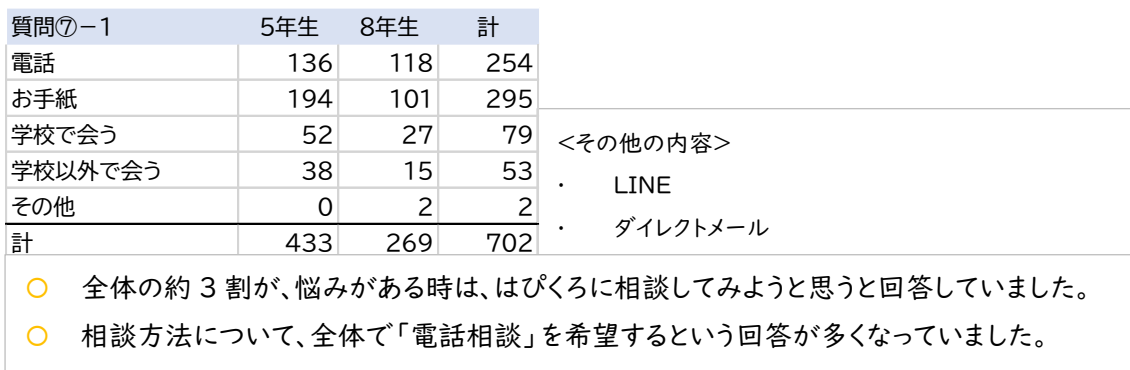 質問⑦-1 5年生 8年生 計
電話 136 118 254
お手紙 194 101 295
学校で会う 52 27 79
学校以外で会う 38 15 53
その他 0 2 2
計 433 269 702
<その他の内容>
・ LINE
・ ダイレクトメール
○ 全体の約3割が、悩みがある時は、はぴくろに相談してみようと思うと回答していました。
○ 相談方法について、全体で「電話相談」を希望するという回答が多くなっていました。